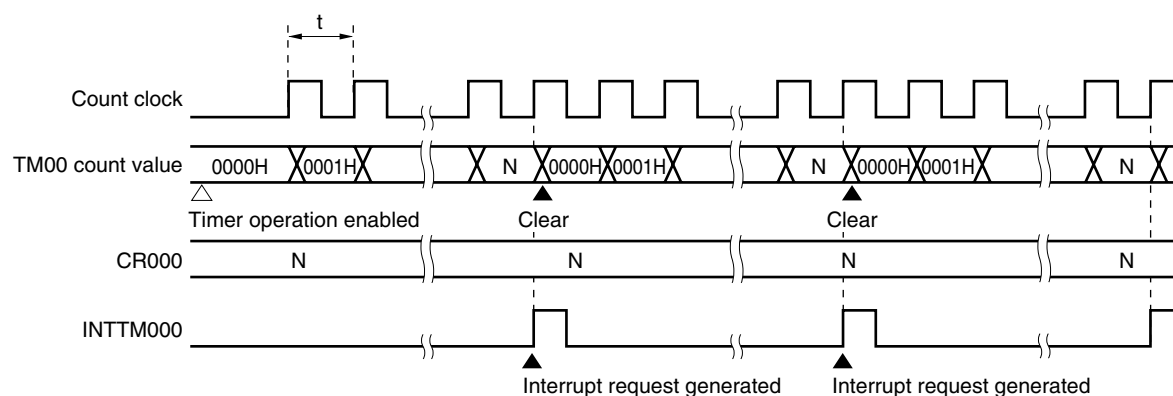 t
Count clock
TM00 count value 0000H 0001H N 0000H 0001H N 0000H 0001H N
Timer operation enabled Clear Clear
CR000 N N N N
INTTM000
Interrupt request generated Interrupt request generated